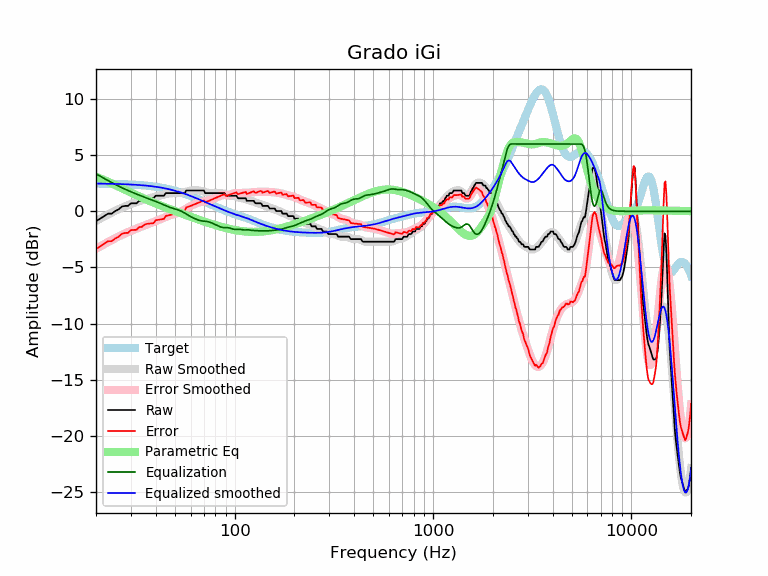 Grado iGi
10
5
0
−5
−10
−15
−20
−25
Amplitude (dBr)
Target
Raw Smoothed
Error Smoothed
Raw
Error
Parametric Eq
Equalization
Equalized smoothed
100 1000 10000
Frequency (Hz)